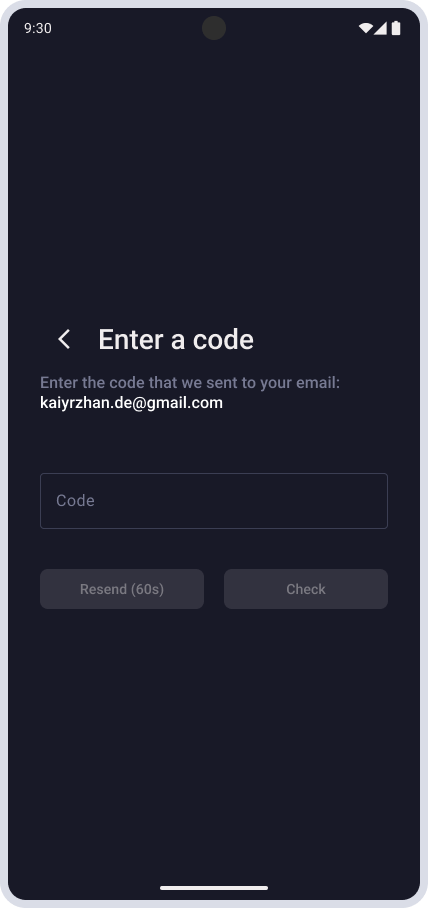 9:30
Enter a code
Enter the code that we sent to your email:
kaiyrzhan.de@gmail.com
Code
Resend (60s)
Check